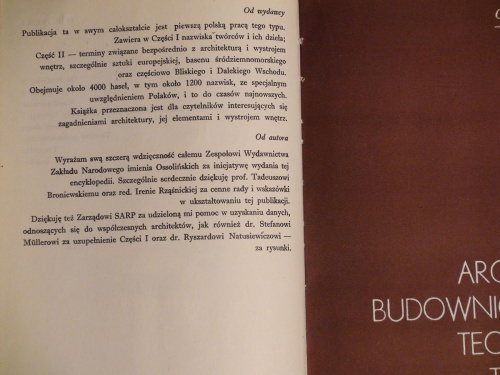 Od wydawcy
Publikacja ta w swym całokształcie jest pierwszą polską pracą tego typu.
Zawiera w Części I nazwiska twórców i ich dzieła;
Część II — terminy związane bezpośrednio z architekturą i wystrojem
wnętrz, szczególnie sztuki europejskiej, basenu śródziemnomorskiego
oraz częściowo Bliskiego i Dalekiego Wschodu.
Obejmuje około 4000 haseł, w tym około 1200 nazwisk, ze specjalnym
uwzględnieniem Polaków, i to do czasów najnowszych.
Książka przeznaczona jest dla czytelników interesujących się
zagadnieniami architektury, jej elementami i wystrojem wnętrz.
Od autora
Wyrażam swą szczerą wdzięczność całemu Zespołowi Wydawnictwa
Zakładu Narodowego imienia Ossolińskich za inicjatywę wydania tej
encyklopedii. Szczególnie serdecznie dziękuję prof. Tadeuszowi
Broniewskiemu oraz red. Irenie Rząśnickiej za cenne rady i wskazówki
w ukształtowaniu tej publikacji.
Dziękuję też Zarządowi SARP za udzieloną mi pomoc w uzyskaniu danych,
odnoszących się do współczesnych architektów, jak również dr. Stefanowi
Müllerowi za uzupełnienie Części I oraz dr. Ryszardowi Natusiewiczowi —
za rysunki.
ARC
BUDOWNIC
TEO